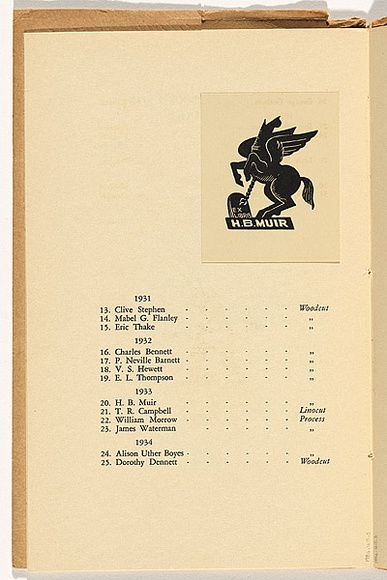 EX
LIBRIS
H.B.MUIR
1931
13. Clive Stephen - - - - - - Woodcut
14. Mabel G. Flanley - - - - - - „
15. Eric Thake - - - - - - „
1932
16. Charles Bennett - - - - - - „
17. P. Neville Barnett - - - - - - „
18. V. S. Hewett - - - - - - „
19. E. L. Thompson - - - - - - „
1933
20. H. B. Muir - - - - - - „
21. T. R. Campbell - - - - - - Linocut
22. William Morrow - - - - - - Process
23. James Waterman - - - - - - „
1934
24. Alison Uther Boyes - - - - - - „
25. Dorothy Dennett - - - - - - Woodcut